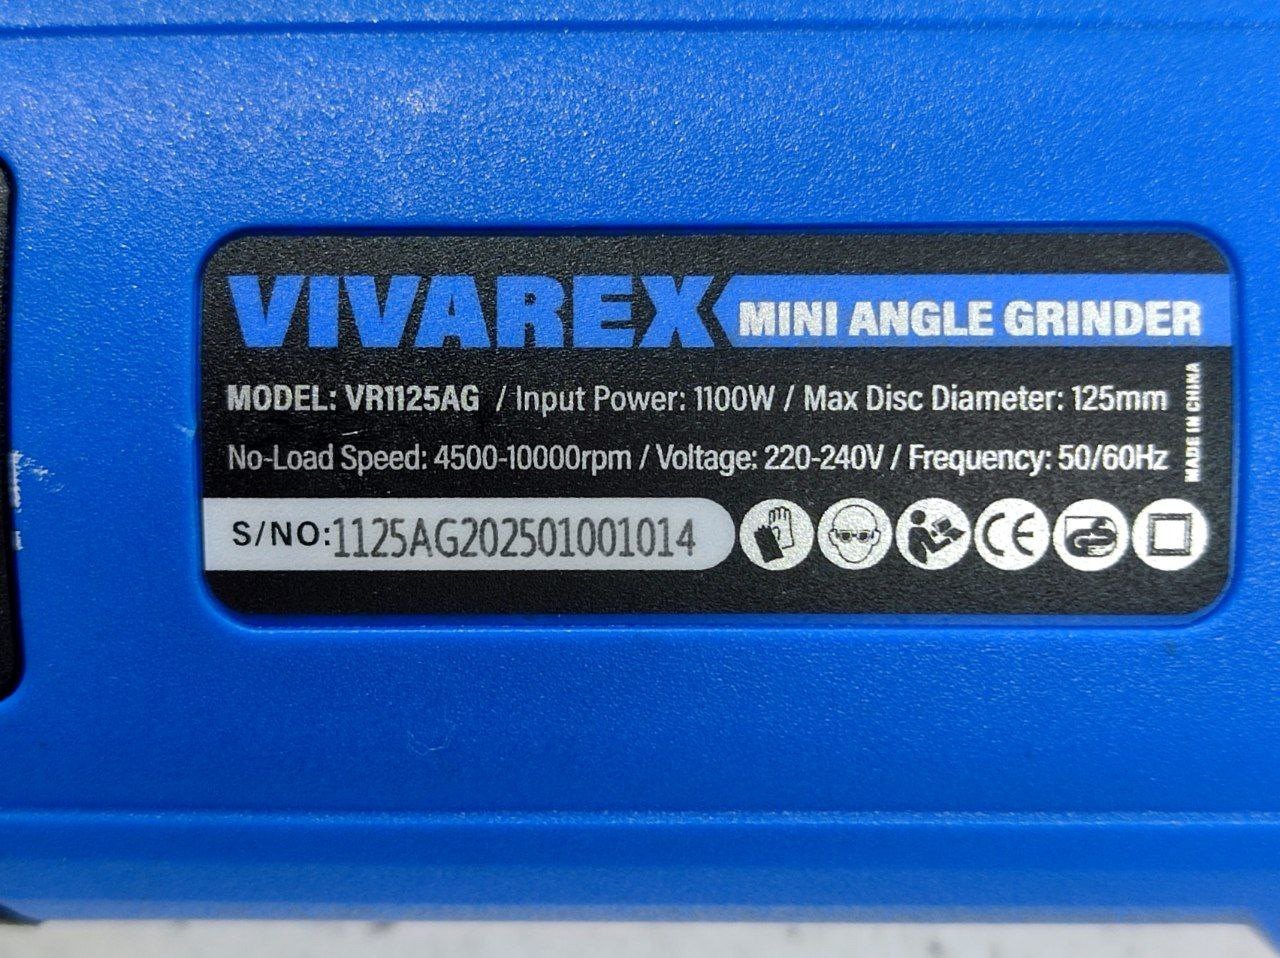 VIVAREX MINI ANGLE GRINDER
MODEL: VR1125AG / Input Power: 1100W / Max Disc Diameter: 125mm
No-Load Speed: 4500-10000rpm / Voltage: 220-240V / Frequency: 50/60Hz
MADE IN CHINA
S/NO:1125AG202501001014
CE